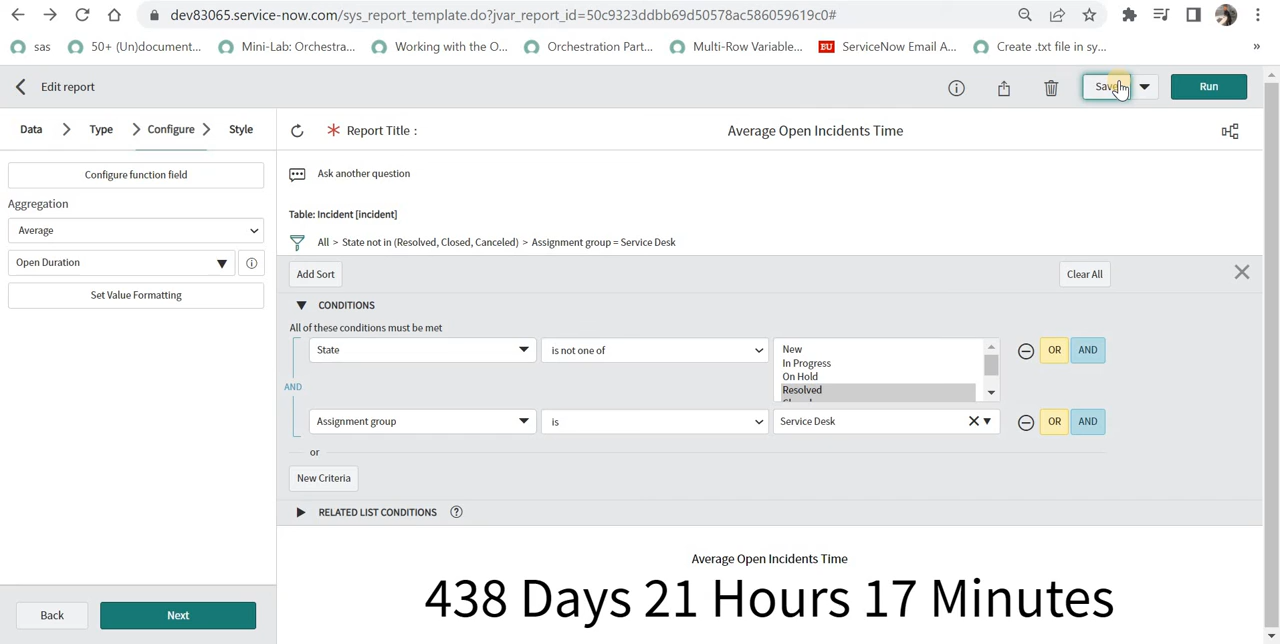 dev83065.service-now.com/sys_report_template.do?jvar_report_id=50c9323ddbb69d50578ac586059619c0#
sas 50+ (Un)document... Mini-Lab: Orchestra... Working with the O... Orchestration Part... Multi-Row Variable... BU ServiceNow Email A... Create .txt file in sy... »
Edit report Save Run
Data Type Configure Style
Report Title : Average Open Incidents Time
Configure function field
Ask another question
Aggregation
Average
Open Duration
Set Value Formatting
Table: Incident [incident]
All > State not in (Resolved, Closed, Canceled) > Assignment group = Service Desk
Add Sort Clear All
CONDITIONS
All of these conditions must be met
State is not one of New OR AND
In Progress
On Hold
Resolved
AND
Assignment group is Service Desk OR AND
or
New Criteria
RELATED LIST CONDITIONS ?
Average Open Incidents Time
438 Days 21 Hours 17 Minutes
Back Next